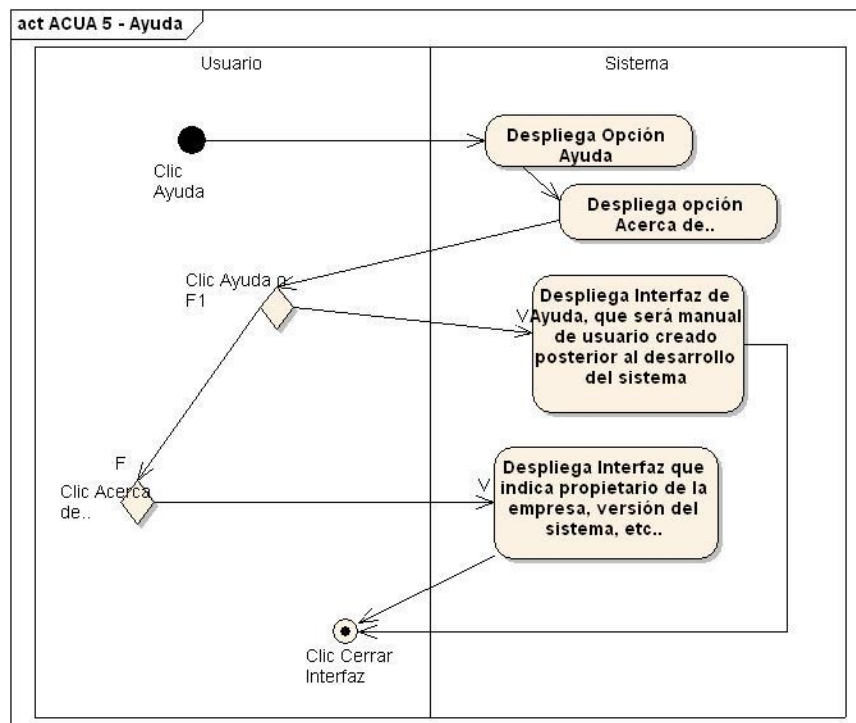 act ACUA 5 - Ayuda
Usuario
Sistema
Despliega Opción
Ayuda
Clic
Ayuda
Despliega opción
Acerca de..
Clic Ayuda o
F1
V
Despliega Interfaz de
Ayuda, que será manual
de usuario creado
posterior al desarrollo
del sistema
F
Clic Acerca
de..
V
Despliega Interfaz que
indica propietario de la
empresa, versión del
sistema, etc..
Clic Cerrar
Interfaz